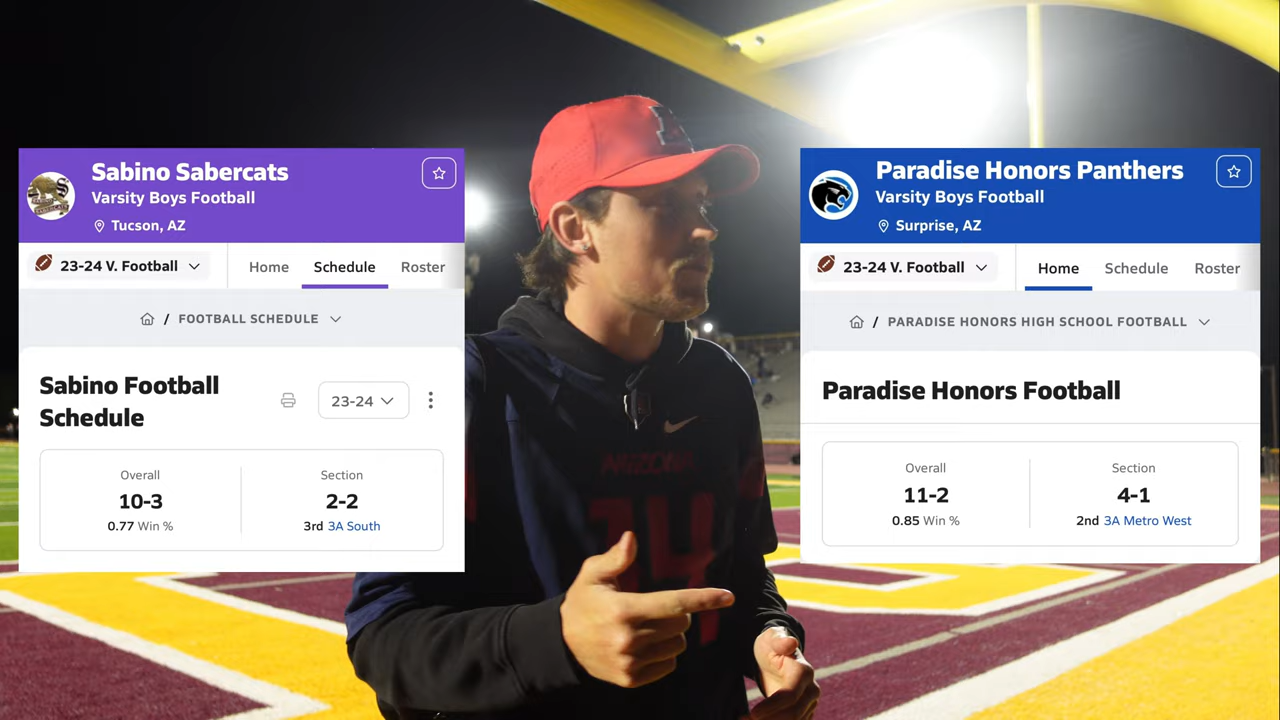 Sabino Sabercats
Varsity Boys Football
Tucson, AZ
23-24 V. Football
Home
Schedule
Roster
/ FOOTBALL SCHEDULE
Sabino Football
Schedule
23-24
Overall
10-3
0.77 Win %
Section
2-2
3rd 3A South
ARIZONA
14
Paradise Honors Panthers
Varsity Boys Football
Surprise, AZ
23-24 V. Football
Home
Schedule
Roster
/ PARADISE HONORS HIGH SCHOOL FOOTBALL
Paradise Honors Football
Overall
11-2
0.85 Win %
Section
4-1
2nd 3A Metro West